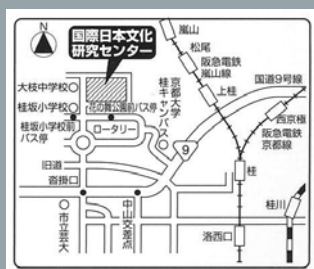 N
国際日本文化
研究センター
嵐山
松尾
阪急電鉄
嵐山線
上桂
国道9号線
大枝中学校
桂坂小学校
花の舞公園前バス停
京都大学
桂キャンパス
西京極
阪急電鉄
京都線
桂坂小学校前
バス停
ロータリー
9
旧道
沓掛口
桂
桂川
市立芸大
中山交差点
洛西口